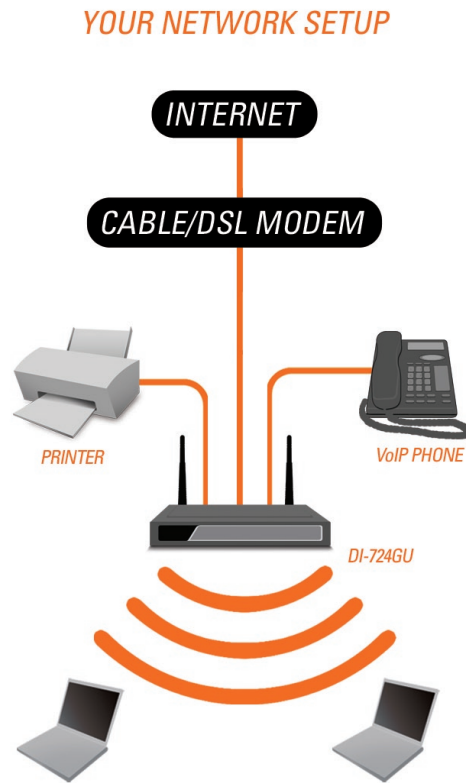 YOUR NETWORK SETUP
INTERNET
CABLE/DSL MODEM
PRINTER
VoIP PHONE
DI-724GU